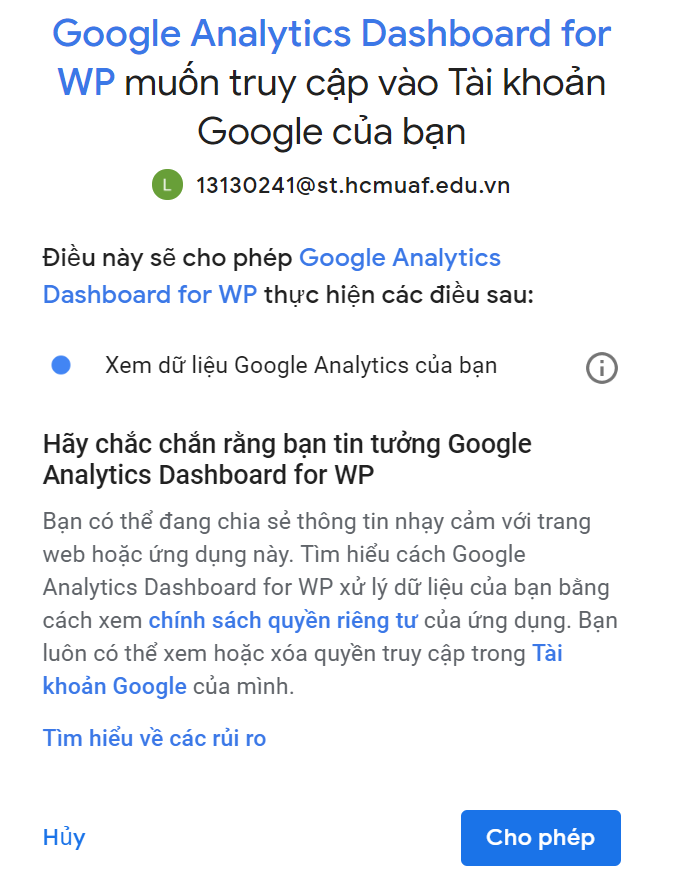 Google Analytics Dashboard for
WP muốn truy cập vào Tài khoản
Google của bạn
L 13130241@st.hcmuaf.edu.vn
Điều này sẽ cho phép Google Analytics
Dashboard for WP thực hiện các điều sau:
Xem dữ liệu Google Analytics của bạn
Hãy chắc chắn rằng bạn tin tưởng Google
Analytics Dashboard for WP
Bạn có thể đang chia sẻ thông tin nhạy cảm với trang
web hoặc ứng dụng này. Tìm hiểu cách Google
Analytics Dashboard for WP xử lý dữ liệu của bạn bằng
cách xem chính sách quyền riêng tư của ứng dụng. Bạn
luôn có thể xem hoặc xóa quyền truy cập trong Tài
khoản Google của mình.
Tìm hiểu về các rủi ro
Hủy Cho phép